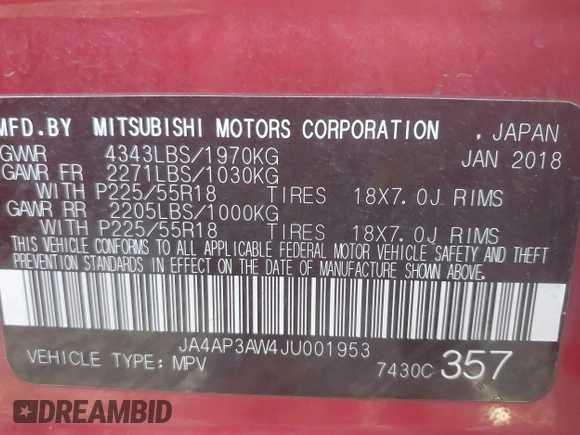 MFD.BY MITSUBISHI MOTORS CORPORATION , JAPAN
GVWR 4343LBS/1970KG JAN 2018
GAWR FR 2271LBS/1030KG
WITH P225/55R18 TIRES 18X7.0J RIMS
GAWR RR 2205LBS/1000KG
WITH P225/55R18 TIRES 18X7.0J RIMS
THIS VEHICLE CONFORMS TO ALL APPLICABLE FEDERAL MOTOR VEHICLE SAFETY AND THEFT
PREVENTION STANDARDS IN EFFECT ON THE DATE OF MANUFACTURE SHOWN ABOVE.
JA4AP3AW4JU001953
VEHICLE TYPE: MPV 7430C 357
DREAMBID